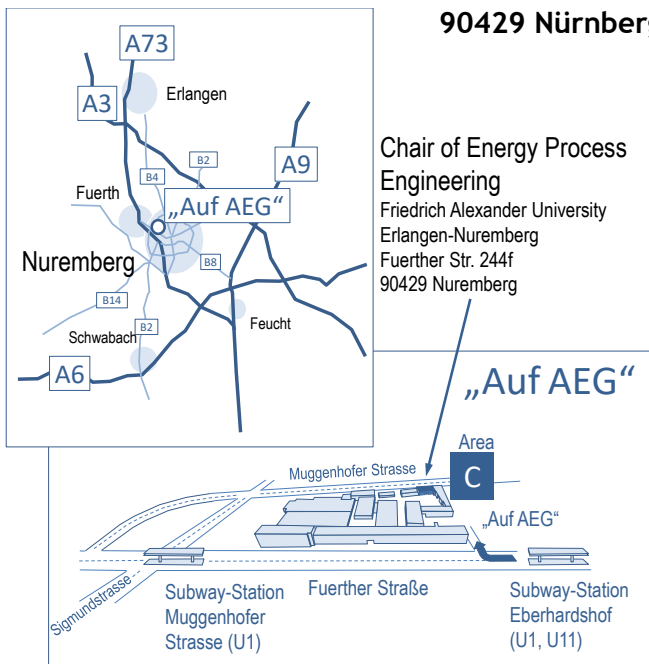 90429 Nürnberg
A73
A3
Erlangen
B2
A9
B4
Fuerth
„Auf AEG“
Nuremberg
B8
B14
B2
Schwabach
Feucht
A6
Chair of Energy Process
Engineering
Friedrich Alexander University
Erlangen-Nuremberg
Fuerther Str. 244f
90429 Nuremberg
„Auf AEG“
Area
C
Muggenhofer Strasse
„Auf AEG“
Sigmundstrasse
Subway-Station
Muggenhofer
Strasse (U1)
Fuerther Straße
Subway-Station
Eberhardshof
(U1, U11)